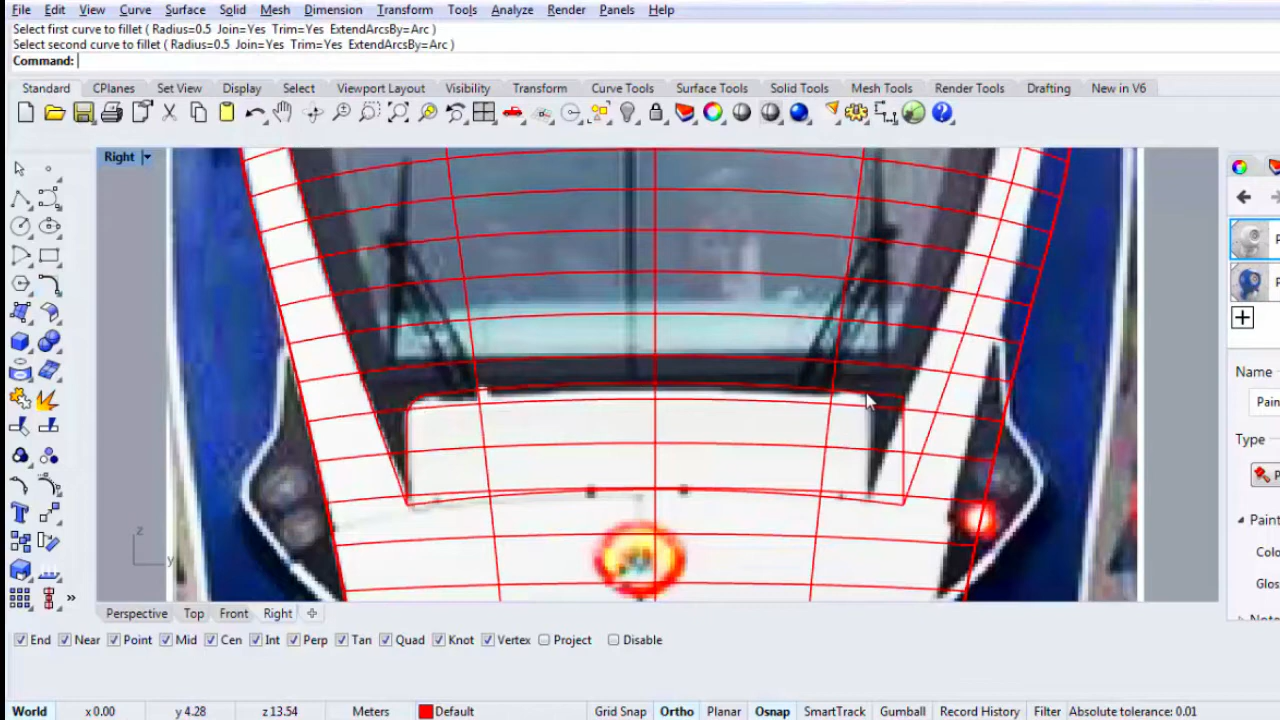 File Edit View Curve Surface Solid Mesh Dimension Transform Tools Analyze Render Panels Help
Select first curve to fillet ( Radius=0.5 Join=Yes Trim=Yes ExtendArcsBy=Arc )
Select second curve to fillet ( Radius=0.5 Join=Yes Trim=Yes ExtendArcsBy=Arc )
Command:
Standard CPlanes Set View Display Select Viewport Layout Visibility Transform Curve Tools Surface Tools Solid Tools Mesh Tools Render Tools Drafting New in V6
Right
Name
Pain
Type
Paint
Colo
Glos
z
y
Perspective Top Front Right
End Near Point Mid Cen Int Perp Tan Quad Knot Vertex Project Disable
World x 0.00 y 4.28 z 13.54 Meters Default Grid Snap Ortho Planar Osnap SmartTrack Gumball Record History Filter Absolute tolerance: 0.01